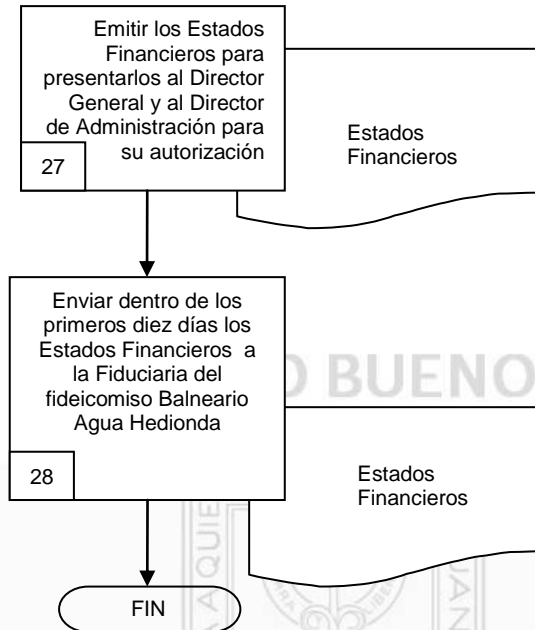 Emitir los Estados
Financieros para
presentarlos al Director
General y al Director
de Administración para
su autorización
27
Estados
Financieros
Enviar dentro de los
primeros diez días los
Estados Financieros a
la Fiduciaria del
fideicomiso Balneario
Agua Hedionda
28
O BUENO
Estados
Financieros
FIN